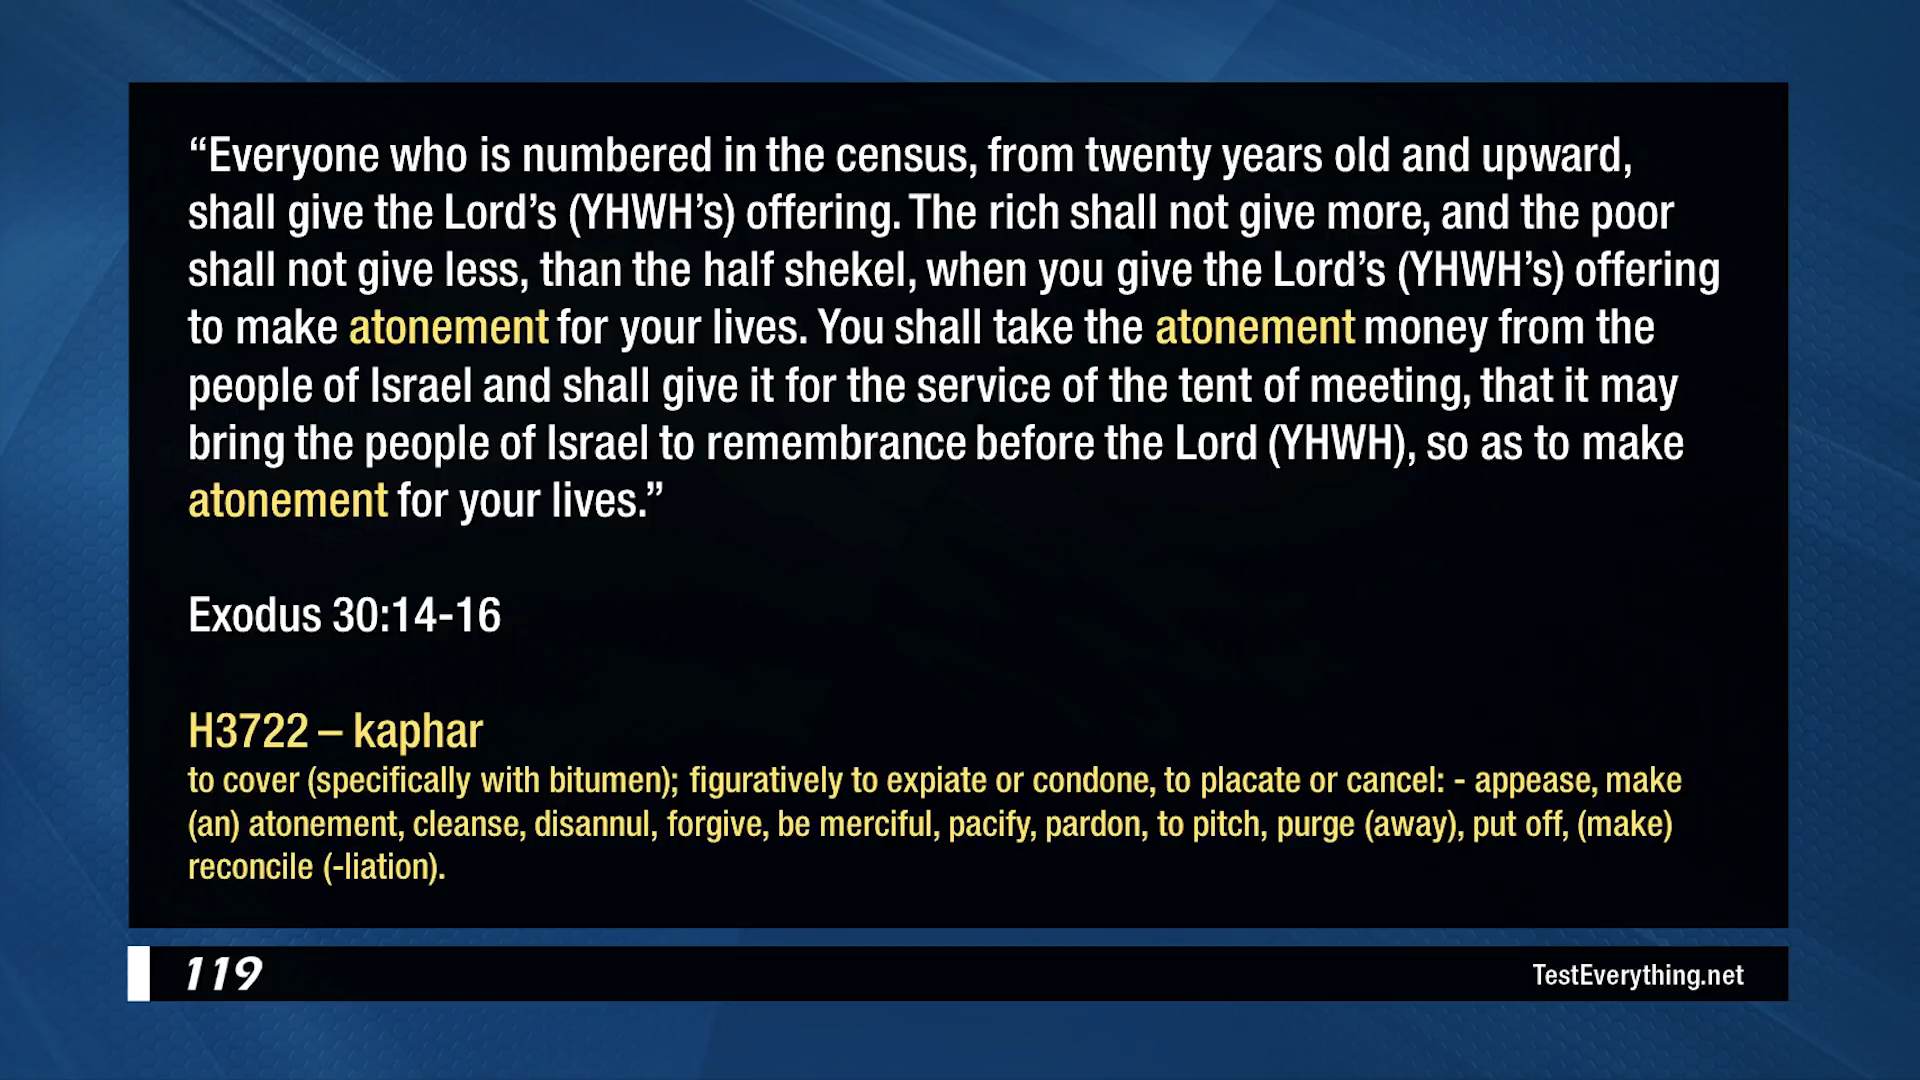 “Everyone who is numbered in the census, from twenty years old and upward,
shall give the Lord’s (YHWH’s) offering. The rich shall not give more, and the poor
shall not give less, than the half shekel, when you give the Lord’s (YHWH’s) offering
to make atonement for your lives. You shall take the atonement money from the
people of Israel and shall give it for the service of the tent of meeting, that it may
bring the people of Israel to remembrance before the Lord (YHWH), so as to make
atonement for your lives.”
Exodus 30:14-16
H3722 – kaphar
to cover (specifically with bitumen); figuratively to expiate or condone, to placate or cancel: - appease, make
(an) atonement, cleanse, disannul, forgive, be merciful, pacify, pardon, to pitch, purge (away), put off, (make)
reconcile (-liation).
119
TestEverything.net